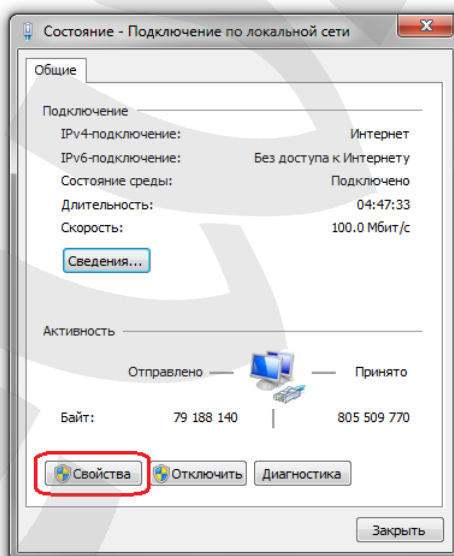 Состояние - Подключение по локальной сети
Общие
Подключение
IPv4-подключение: Интернет
IPv6-подключение: Без доступа к Интернету
Состояние среды: Подключено
Длительность: 04:47:33
Скорость: 100.0 Мбит/с
Сведения...
Активность
Отправлено — — Принято
Байт: 79 188 140 | 805 509 770
Свойства Отключить Диагностика
Закрыть